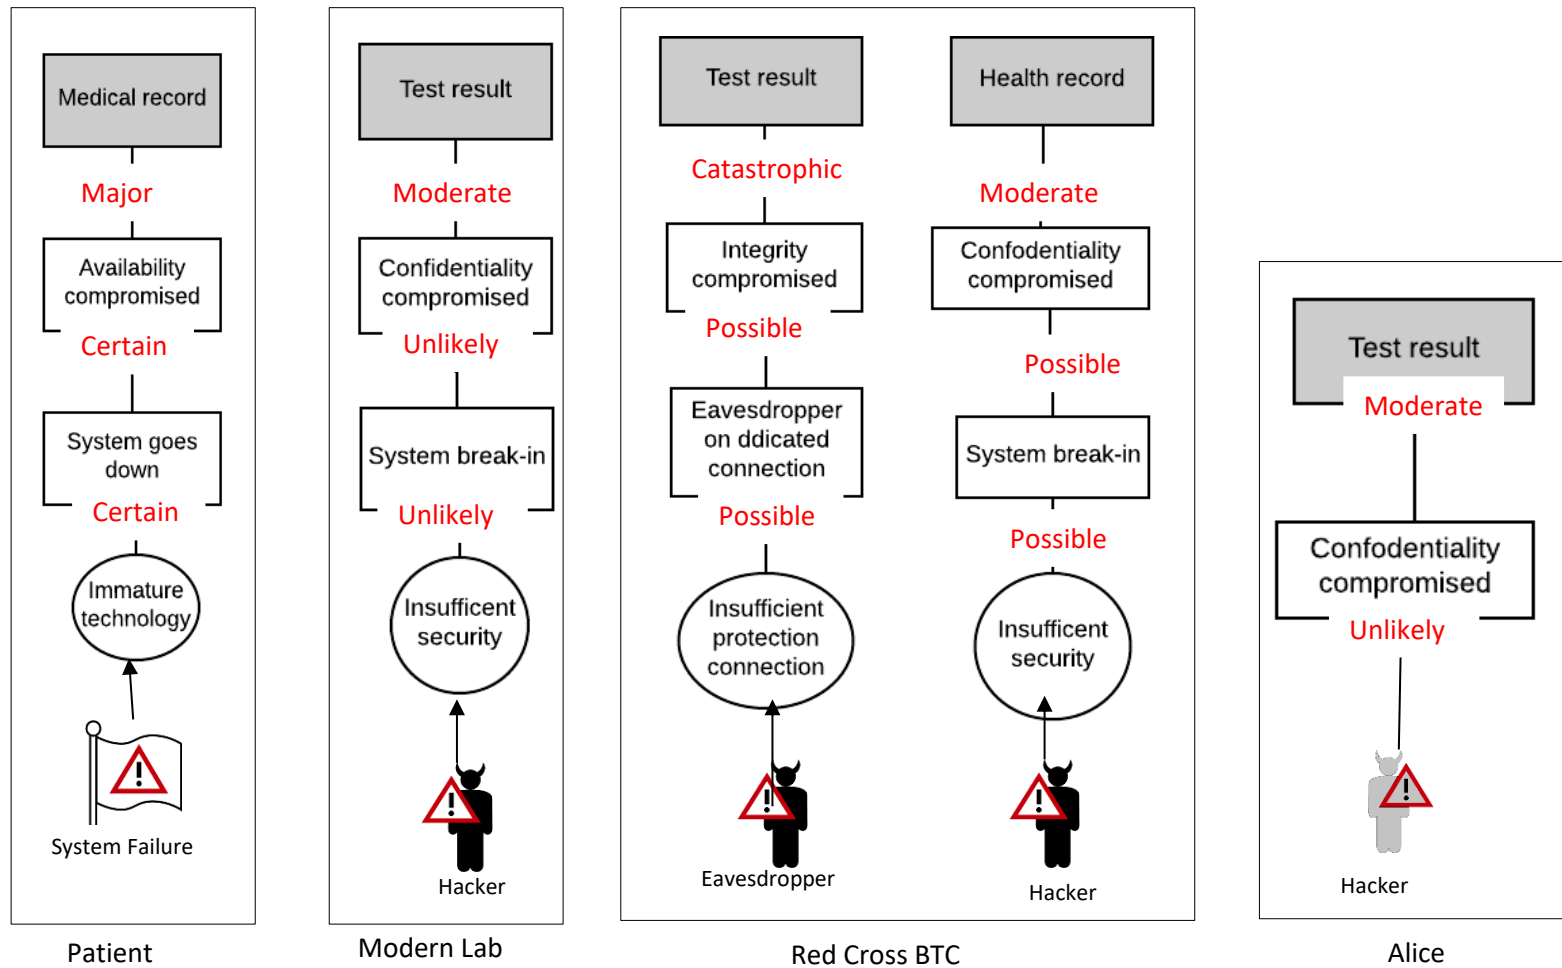 Medical record
Major
Availability
compromised
Certain
System goes
down
Certain
Immature
technology
System Failure
Patient
Test result
Moderate
Confidentiality
compromised
Unlikely
System break-in
Unlikely
Insufficent
security
Hacker
Modern Lab
Test result
Catastrophic
Integrity
compromised
Possible
Eavesdropper
on ddicated
connection
Possible
Insufficient
protection
connection
Eavesdropper
Health record
Moderate
Confodentiality
compromised
Possible
System break-in
Possible
Insufficent
security
Hacker
Red Cross BTC
Test result
Moderate
Confodentiality
compromised
Unlikely
Hacker
Alice